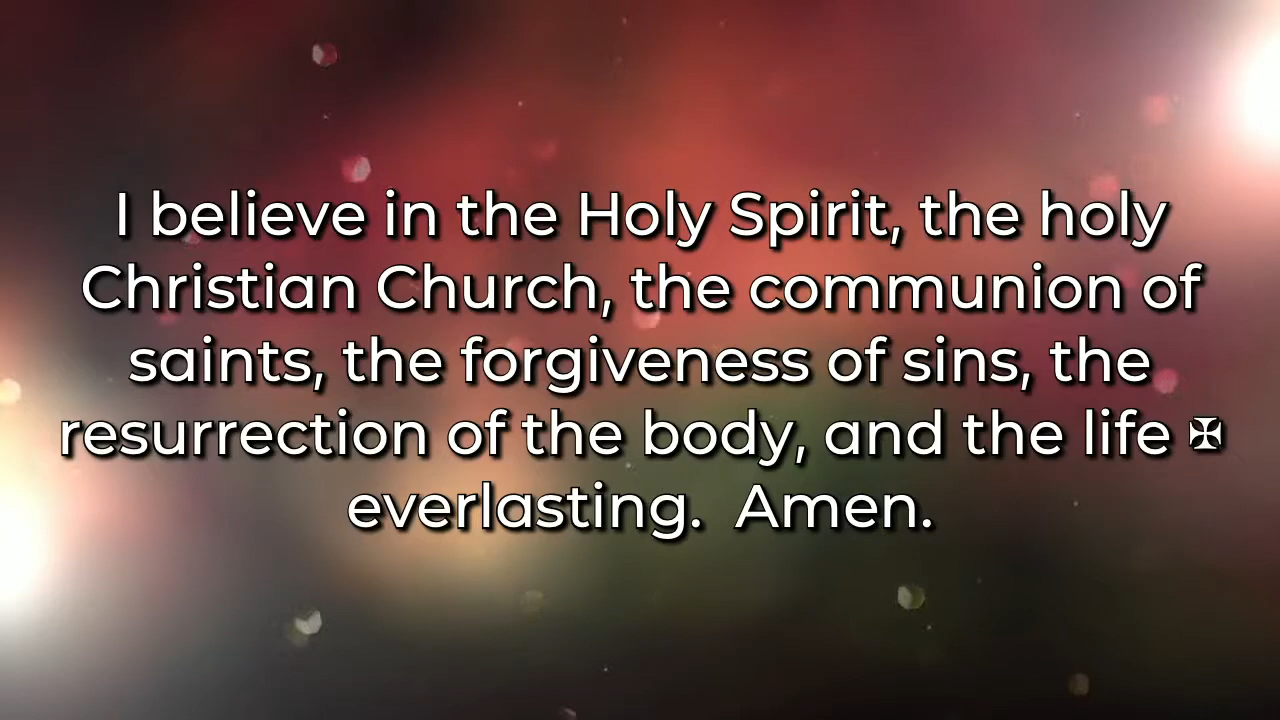 I believe in the Holy Spirit, the holy
Christian Church, the communion of
saints, the forgiveness of sins, the
resurrection of the body, and the life ✠
everlasting.  Amen.